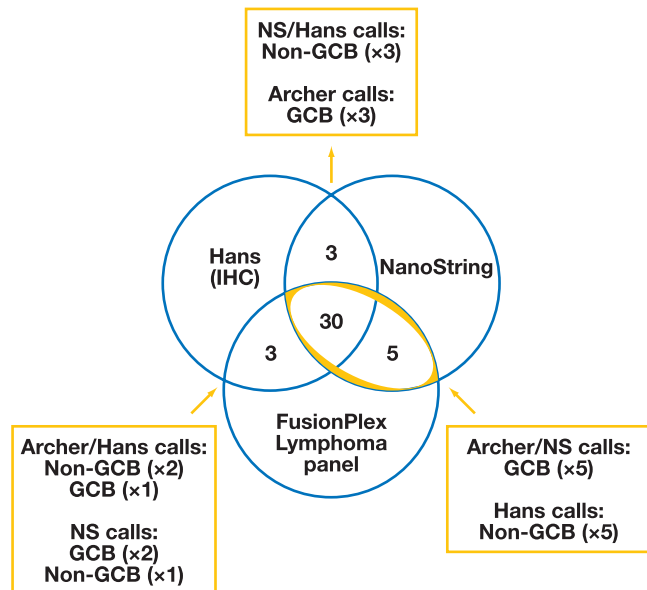 NS/Hans calls:
Non-GCB (×3)
Archer calls:
GCB (×3)
Hans
(IHC)
3
NanoString
30
3
5
FusionPlex
Lymphoma
panel
Archer/Hans calls:
Non-GCB (×2)
GCB (×1)
NS calls:
GCB (×2)
Non-GCB (×1)
Archer/NS calls:
GCB (×5)
Hans calls:
Non-GCB (×5)